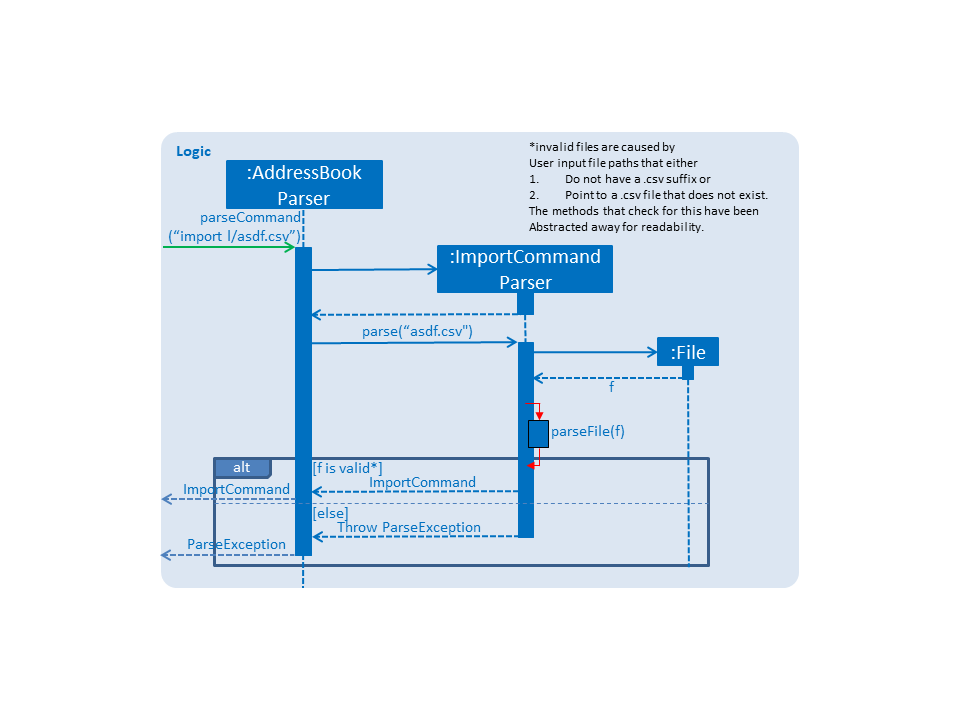 Logic
*invalid files are caused by
User input file paths that either
1. Do not have a .csv suffix or
2. Point to a .csv file that does not exist.
The methods that check for this have been
Abstracted away for readability.
:AddressBook
Parser
parseCommand
(“import l/asdf.csv”)
:ImportCommand
Parser
parse(“asdf.csv")
:File
f
parseFile(f)
alt
[f is valid*]
ImportCommand
ImportCommand
[else]
Throw ParseException
ParseException